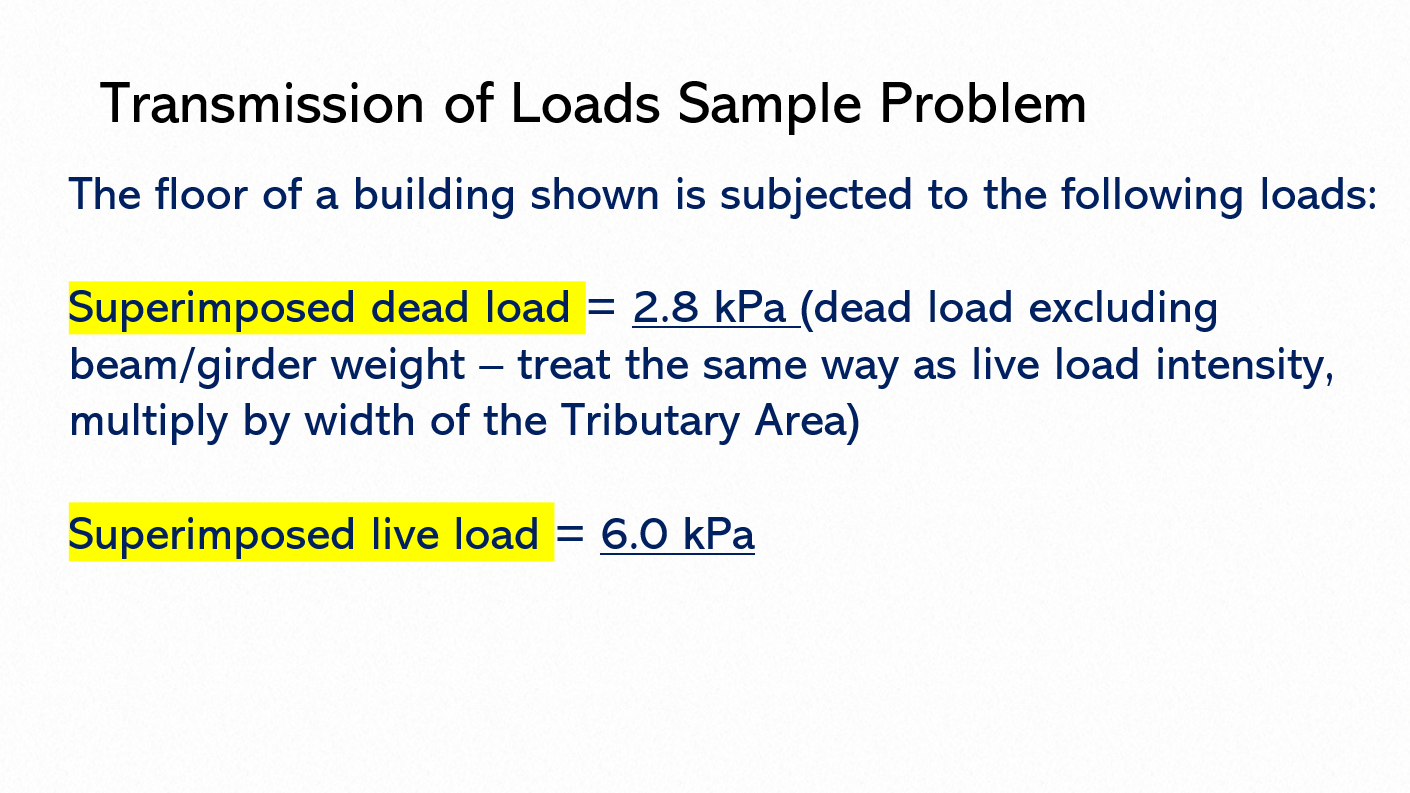 Transmission of Loads Sample Problem
The floor of a building shown is subjected to the following loads:
Superimposed dead load = 2.8 kPa (dead load excluding
beam/girder weight – treat the same way as live load intensity,
multiply by width of the Tributary Area)
Superimposed live load = 6.0 kPa